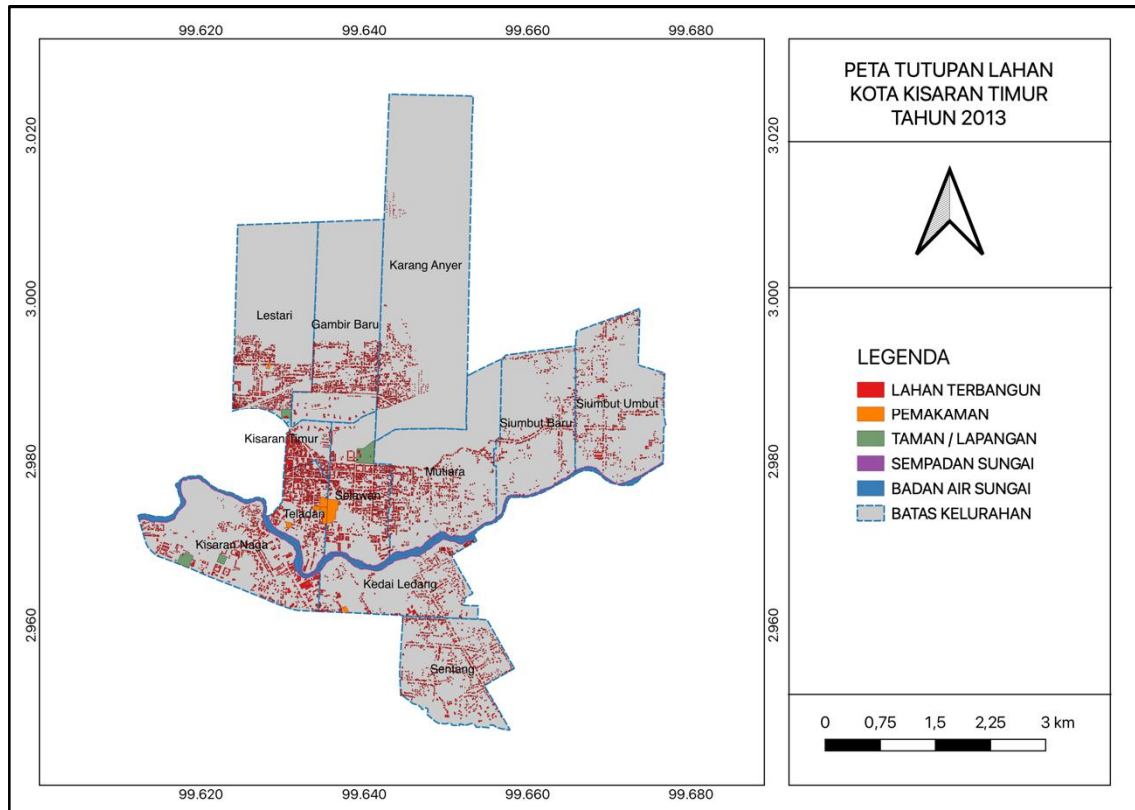 99.620 99.640 99.660 99.680
3.020
3.000
2.980
2.960
Karang Anyer
Lestari
Gambir Baru
Siumbut Umbut
Siumbut Baru
Kisaran Timur
Mutiara
Selawan
Teladan
Kisaran Naga
Kedai Ledang
Sentang
3.020
3.000
2.980
2.960
99.620 99.640 99.660 99.680
PETA TUTUPAN LAHAN
KOTA KISARAN TIMUR
TAHUN 2013
LEGENDA
LAHAN TERBANGUN
PEMAKAMAN
TAMAN / LAPANGAN
SEMPADAN SUNGAI
BADAN AIR SUNGAI
BATAS KELURAHAN
0 0,75 1,5 2,25 3 km